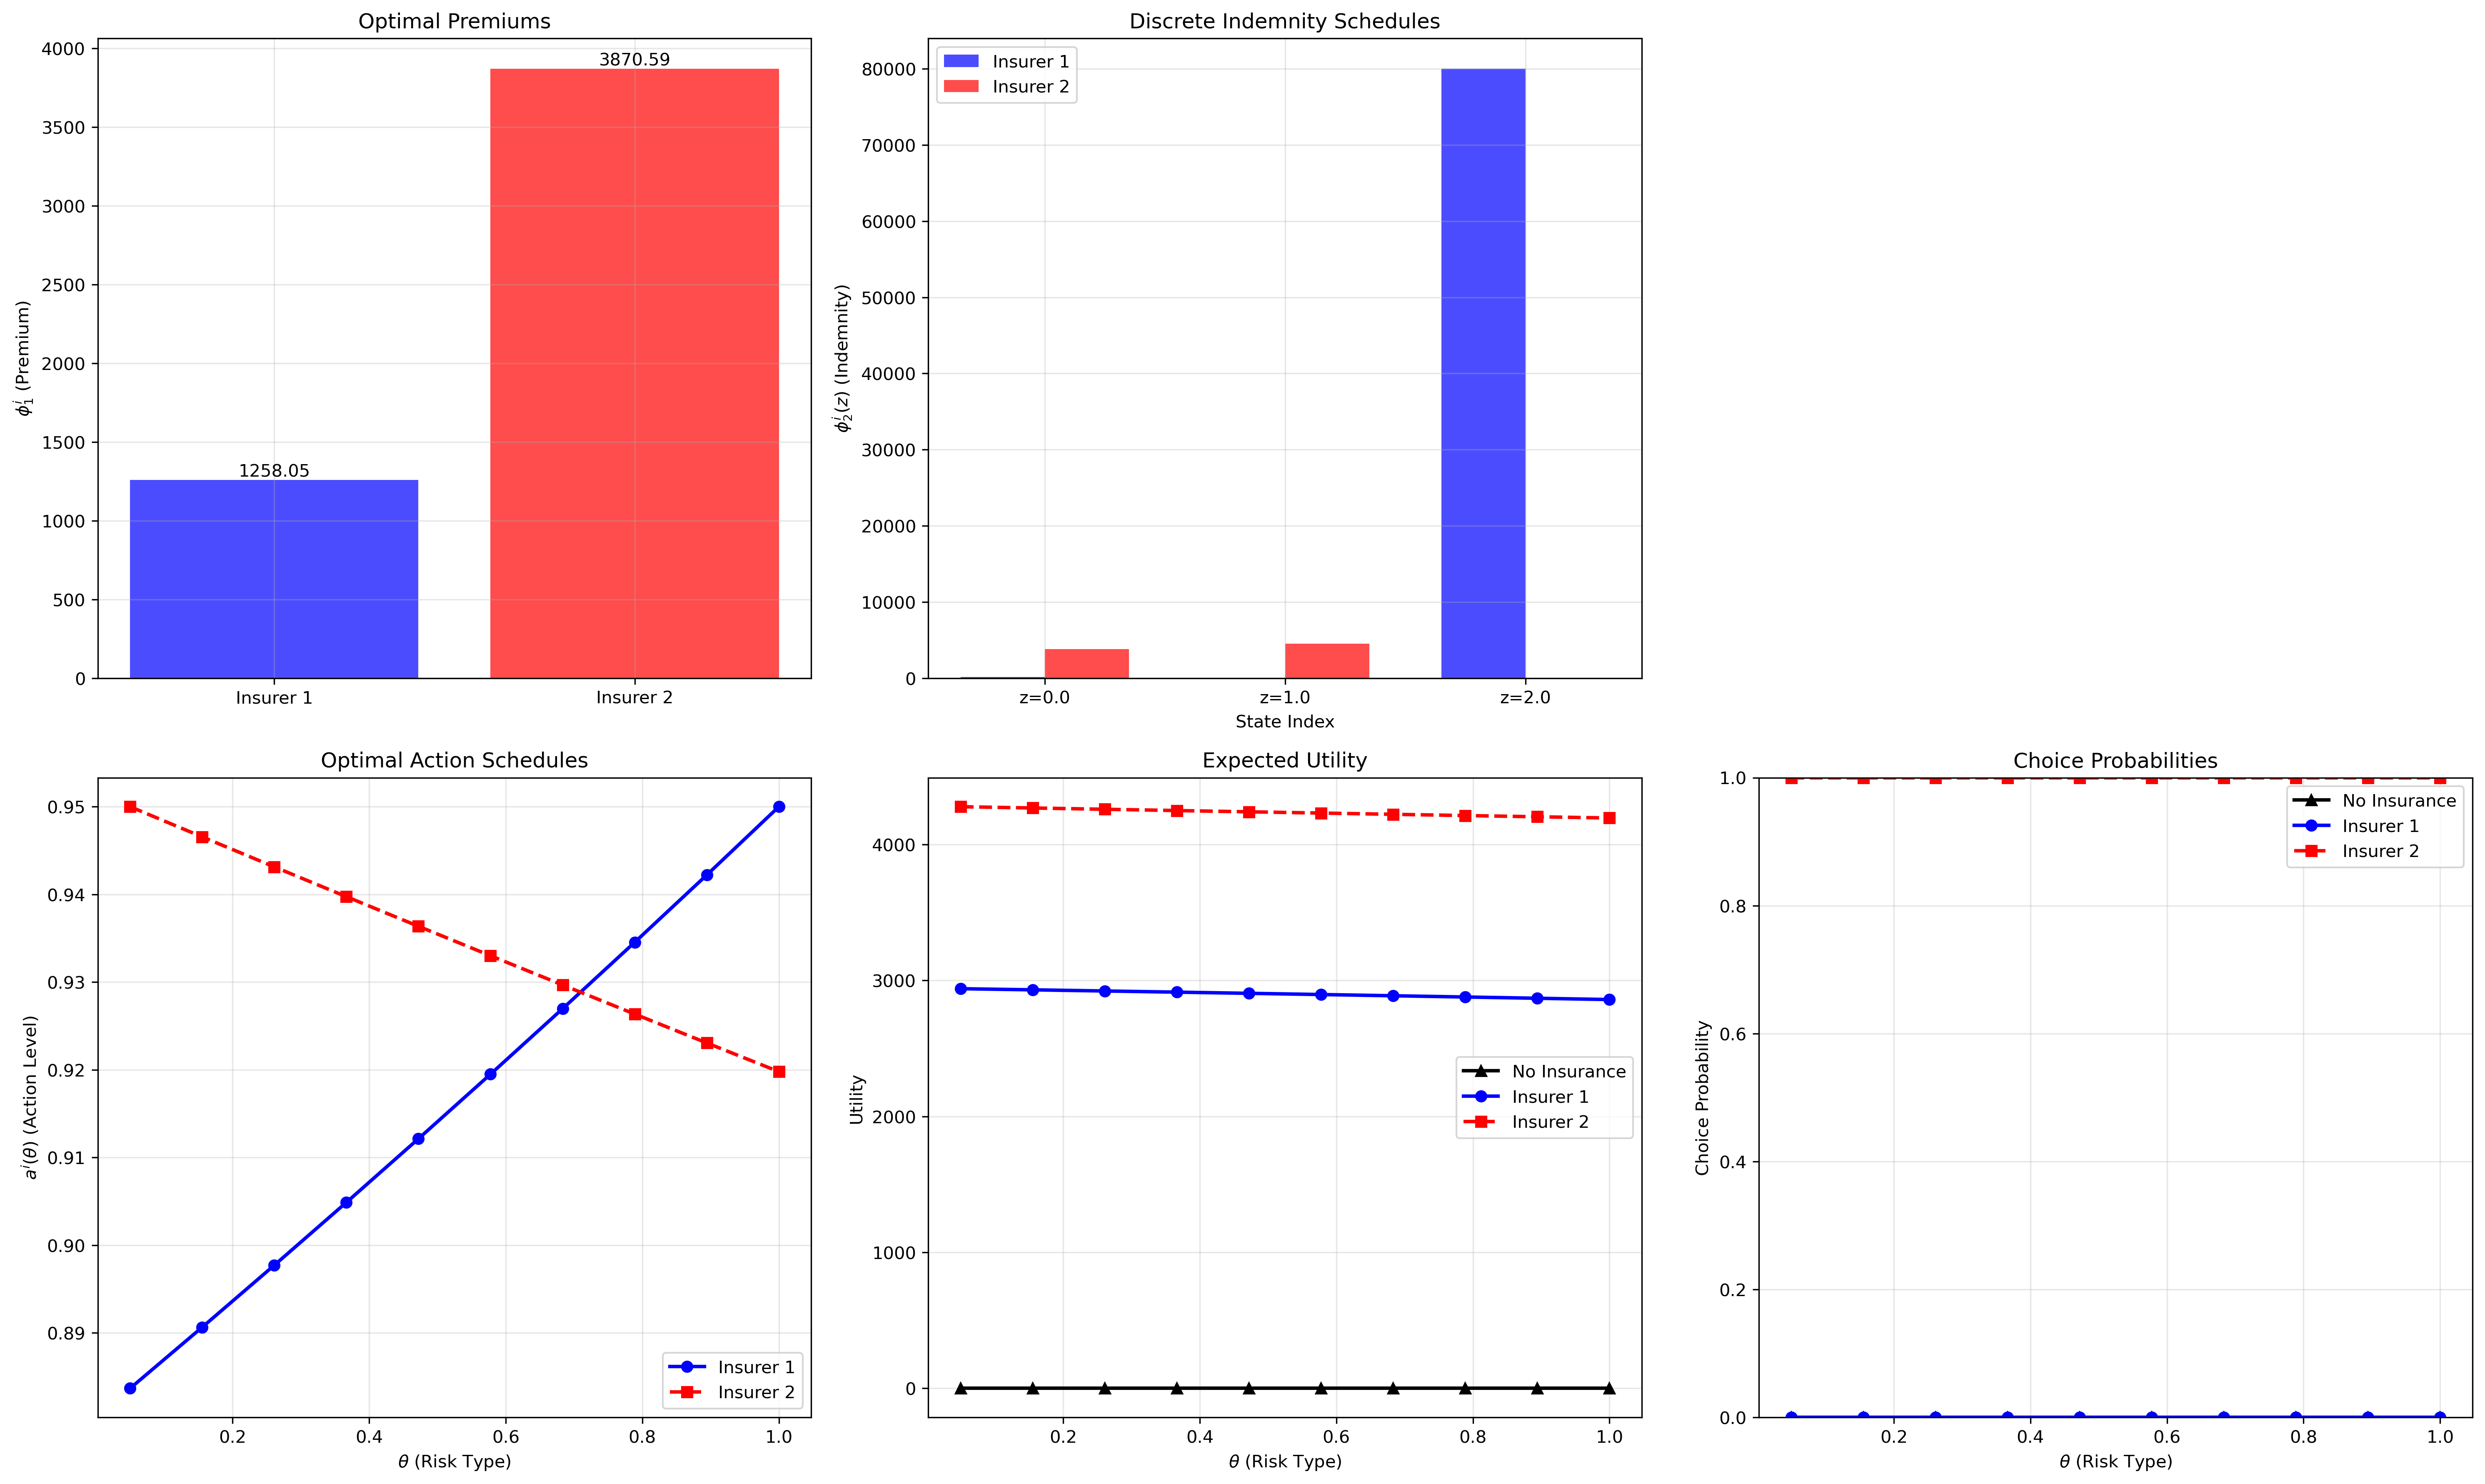 Optimal Premiums
4000
3500
3000
2500
2000
1500
1000
500
0
3870.59
1258.05
Insurer 1
Insurer 2
ϕ₁ⁱ (Premium)
Discrete Indemnity Schedules
Insurer 1
Insurer 2
80000
70000
60000
50000
40000
30000
20000
10000
0
z=0.0
z=1.0
z=2.0
State Index
ϕ₂ⁱ(z) (Indemnity)
Optimal Action Schedules
0.95
0.94
0.93
0.92
0.91
0.90
0.89
0.2
0.4
0.6
0.8
1.0
θ (Risk Type)
aⁱ(θ) (Action Level)
Insurer 1
Insurer 2
Expected Utility
4000
3000
2000
1000
0
0.2
0.4
0.6
0.8
1.0
θ (Risk Type)
Utility
No Insurance
Insurer 1
Insurer 2
Choice Probabilities
1.0
0.8
0.6
0.4
0.2
0.0
0.2
0.4
0.6
0.8
1.0
θ (Risk Type)
Choice Probability
No Insurance
Insurer 1
Insurer 2